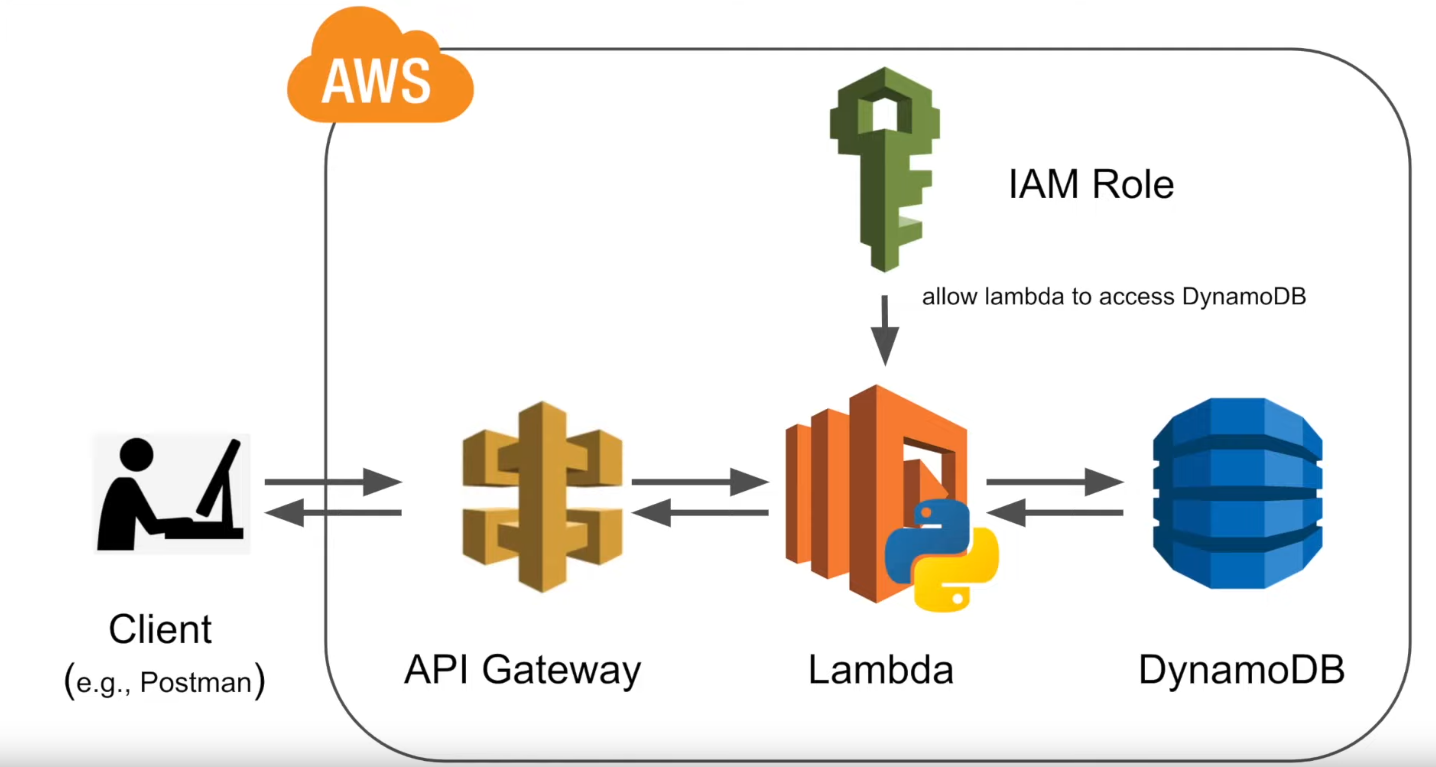 AWS
IAM Role
allow lambda to access DynamoDB
Client
(e.g., Postman)
API Gateway
Lambda
DynamoDB